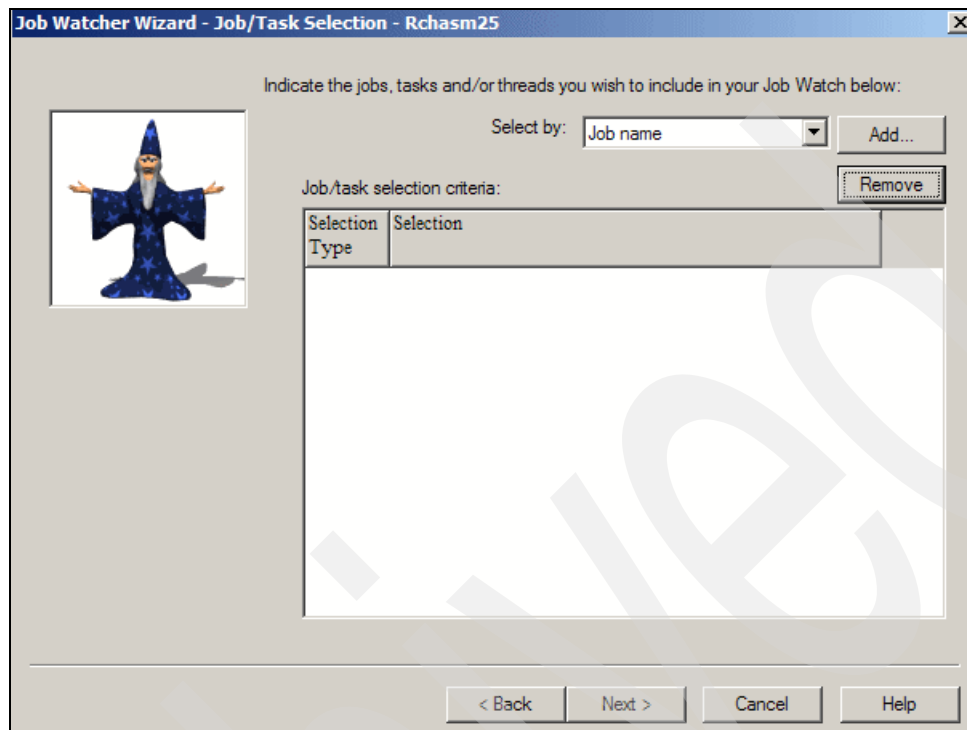 Job Watcher Wizard - Job/Task Selection - Rchasm25
Indicate the jobs, tasks and/or threads you wish to include in your Job Watch below:
Select by: Job name Add...
Remove
Job/task selection criteria:
Selection Type Selection
< Back Next > Cancel Help